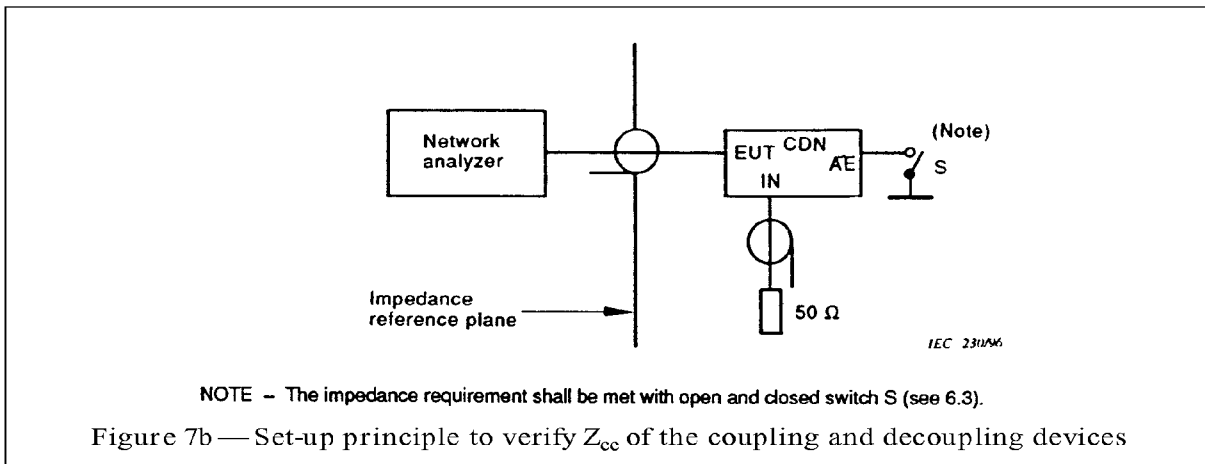 Network
analyzer
EUT CDN
AE
IN
(Note)
S
50 Ω
Impedance
reference plane
IEC 230/96
NOTE – The impedance requirement shall be met with open and closed switch S (see 6.3).
Figure 7b — Set-up principle to verify Zcc of the coupling and decoupling devices